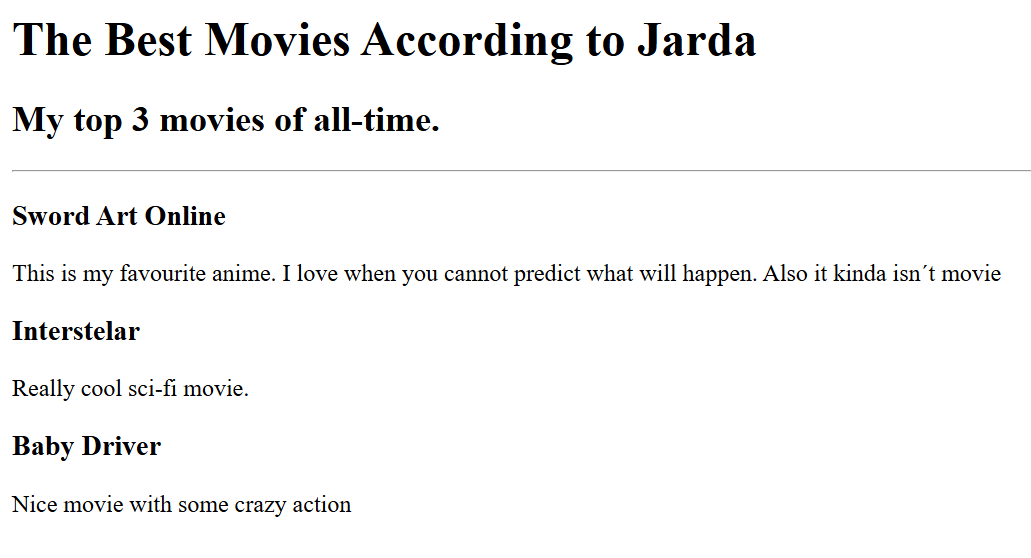 The Best Movies According to Jarda
My top 3 movies of all-time.
Sword Art Online
This is my favourite anime. I love when you cannot predict what will happen. Also it kinda isn´t movie
Interstelar
Really cool sci-fi movie.
Baby Driver
Nice movie with some crazy action